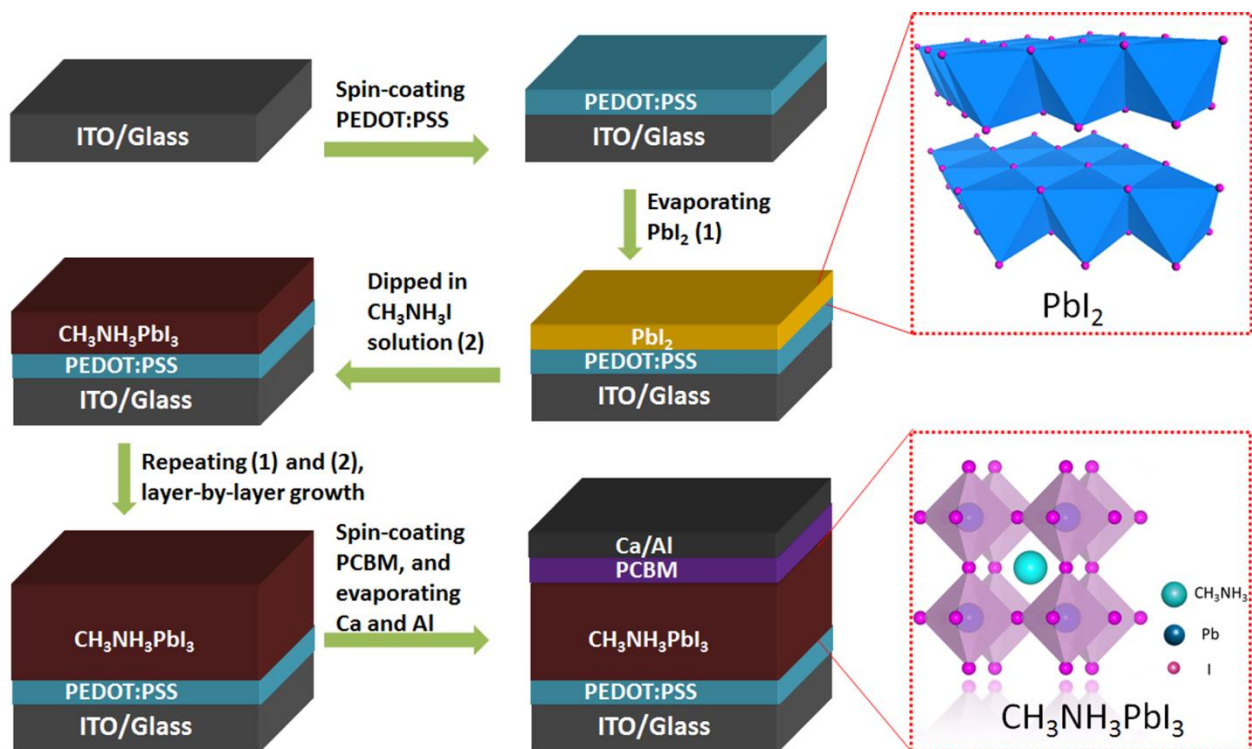 ITO/Glass
Spin-coating
PEDOT:PSS
PEDOT:PSS
ITO/Glass
Evaporating
PbI₂ (1)
PbI₂
PbI₂
PEDOT:PSS
ITO/Glass
Dipped in
CH₃NH₃I
solution (2)
CH₃NH₃PbI₃
PEDOT:PSS
ITO/Glass
Repeating (1) and (2),
layer-by-layer growth
CH₃NH₃PbI₃
PEDOT:PSS
ITO/Glass
Spin-coating
PCBM, and
evaporating
Ca and Al
Ca/Al
PCBM
CH₃NH₃PbI₃
PEDOT:PSS
ITO/Glass
CH₃NH₃
Pb
I
CH₃NH₃PbI₃